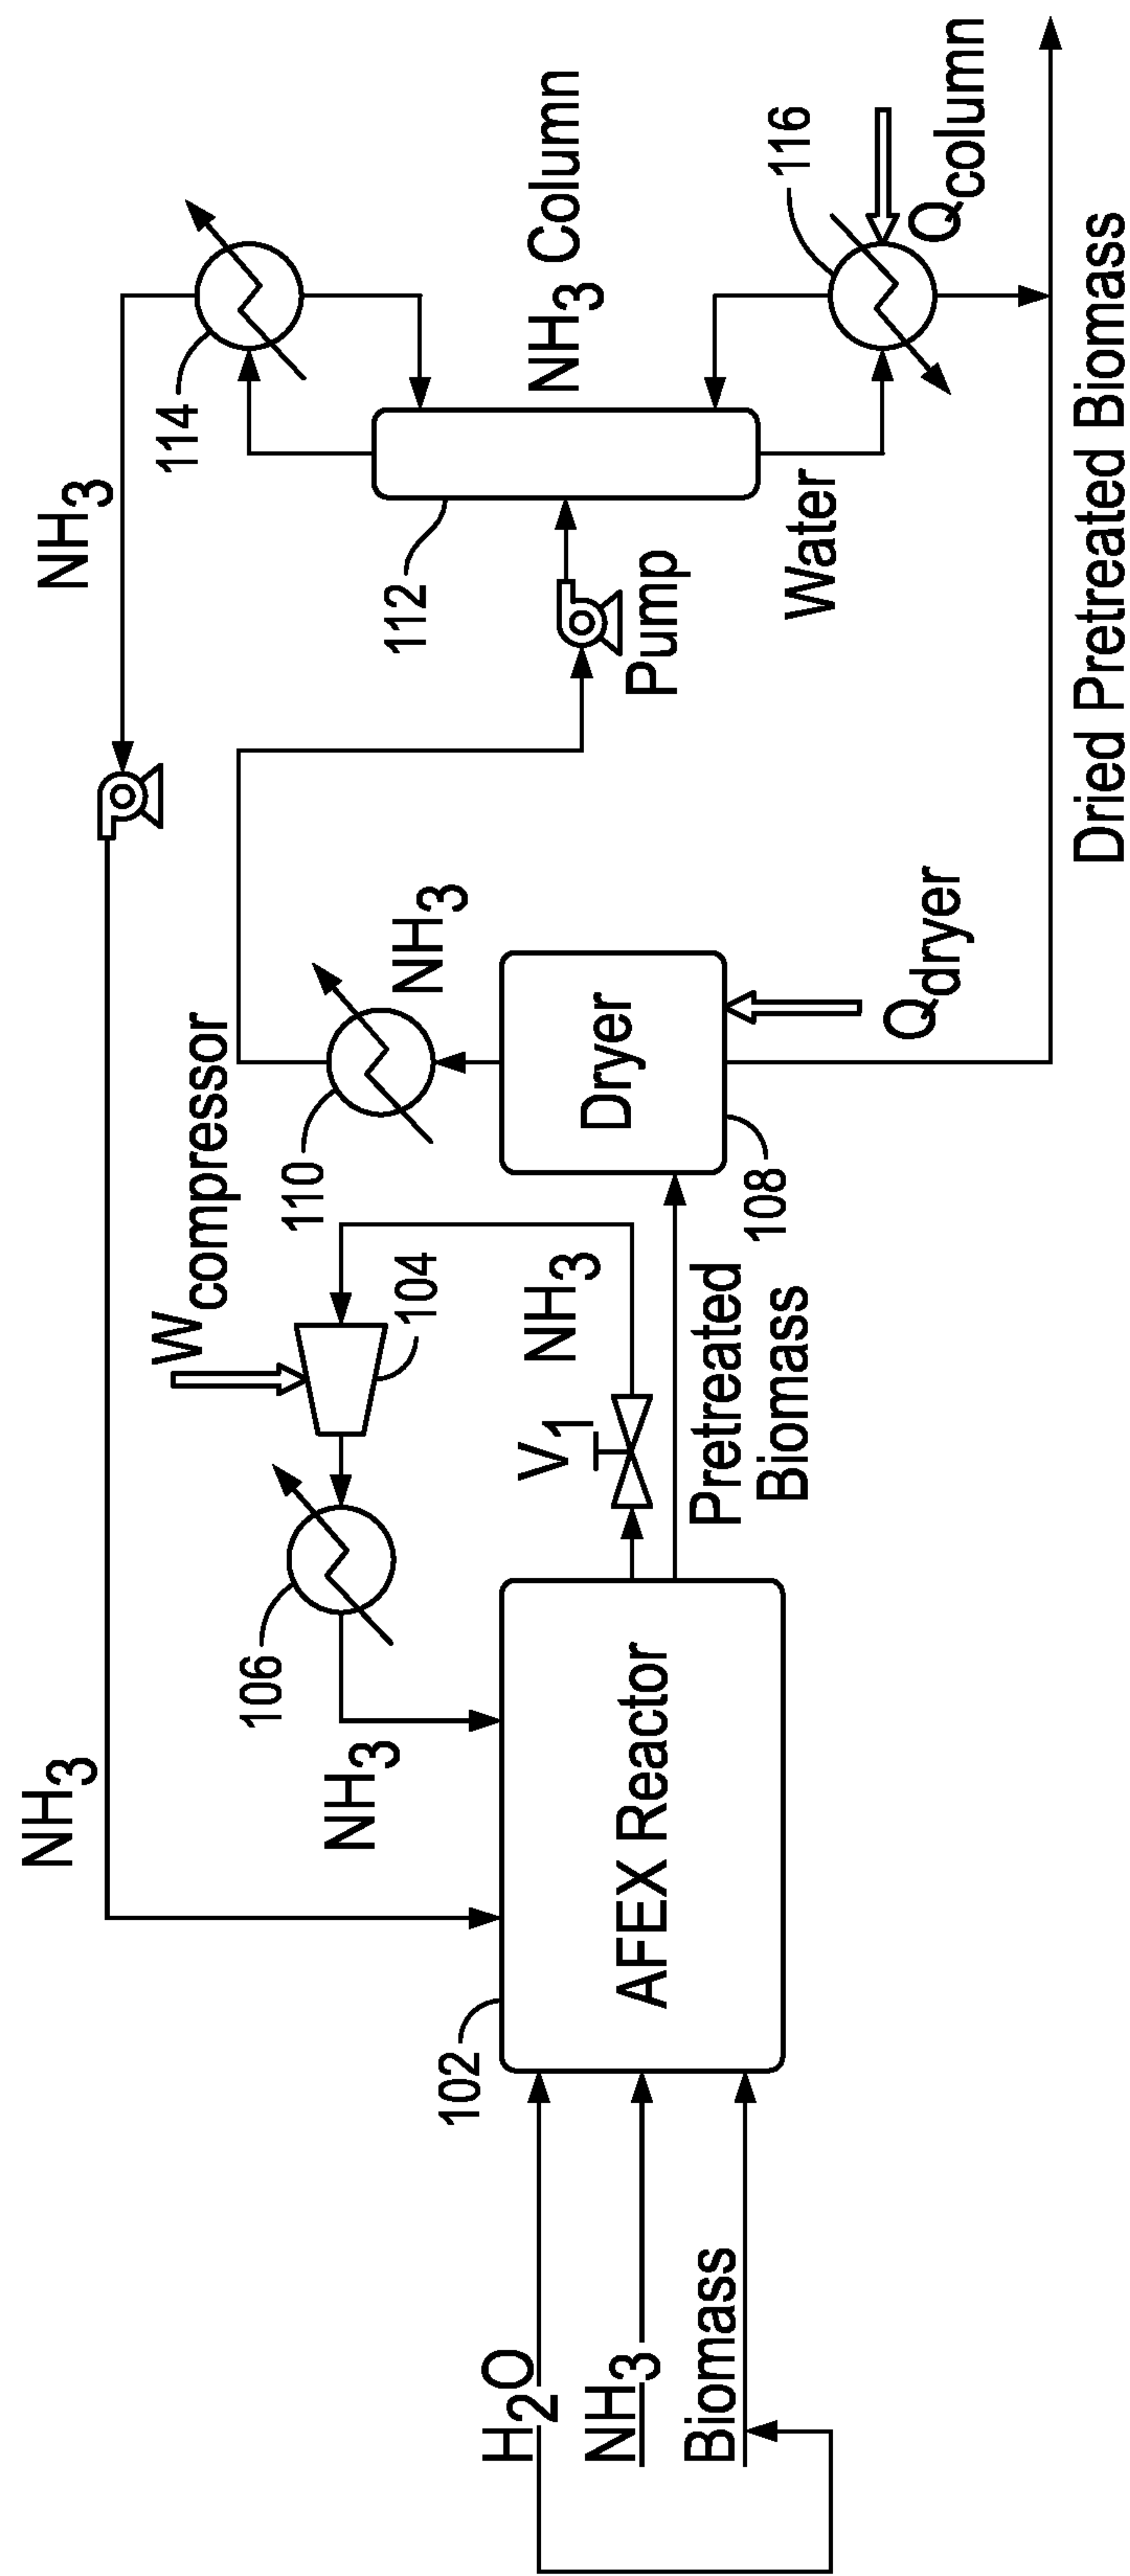 NH3
NH3
Wcompressor
106
NH3
104
110
NH3
114
NH3 Column
112
Pump
116
Qcolumn
Water
102
AFEX Reactor
V1
NH3
Pretreated
Biomass
Dryer
108
Qdryer
H2O
NH3
Biomass
Dried Pretreated Biomass